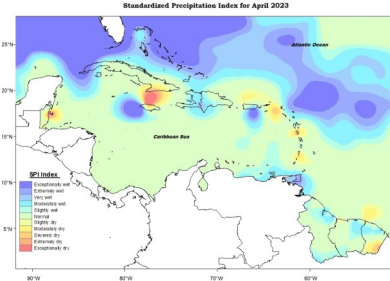 Standardized Precipitation Index for April 2023
25°N
Atlantic Ocean
20°N
15°N
Caribbean Sea
SPI Index
Exceptionally wet
Extremely wet
Very wet
Moderately wet
Slightly wet
Normal
Slightly dry
Moderately dry
Severely dry
Extremely dry
Exceptionally dry
10°N
5°N
90°W
80°W
70°W
60°W